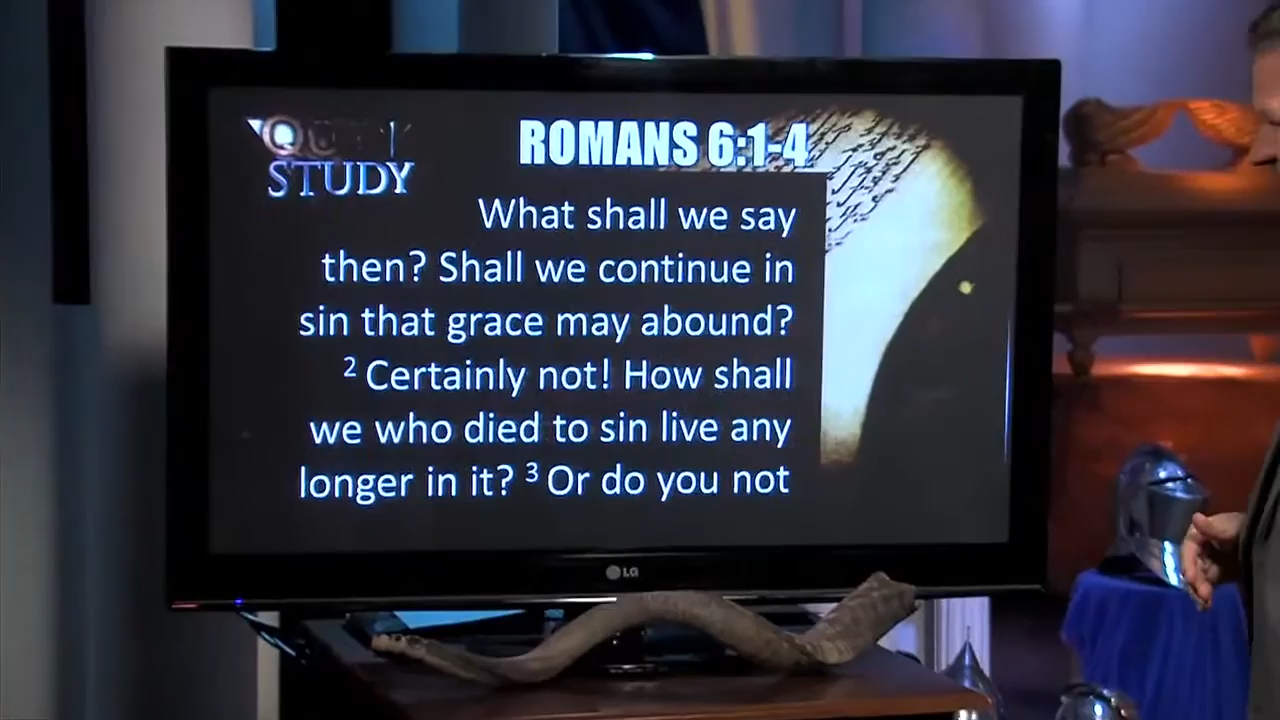 STUDY
ROMANS 6:1-4
What shall we say
then? Shall we continue in
sin that grace may abound?
2 Certainly not! How shall
we who died to sin live any
longer in it? 3 Or do you not
LG